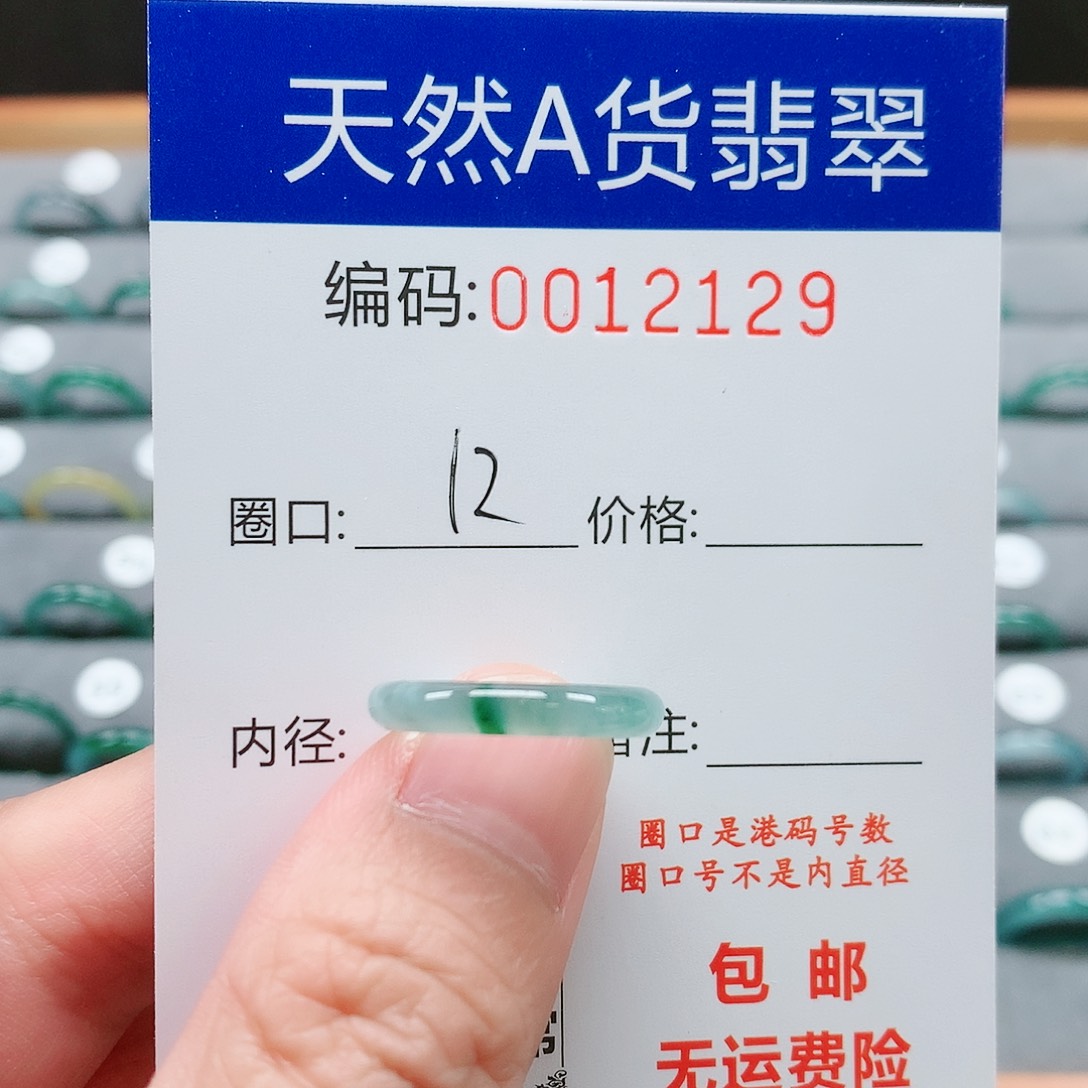 天然A货翡翠
编码:0012129
圈口: 12 价格:
内径: 备注:
圈口是港码号数
圈口号不是内直径
包邮
无运费险